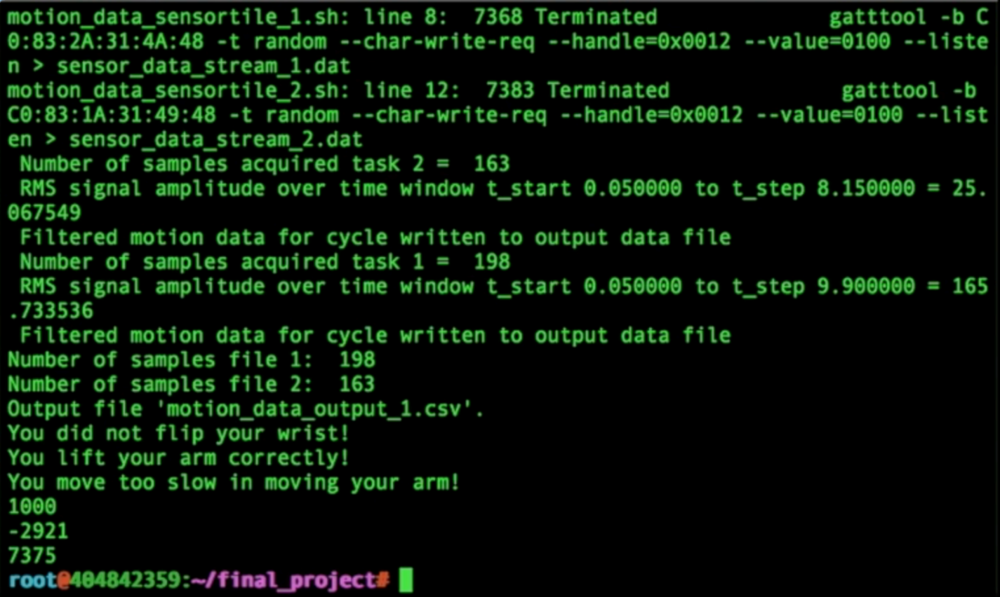 motion_data_sensortile_1.sh: line 8:  7368 Terminated              gatttool -b C
0:83:2A:31:4A:48 -t random --char-write-req --handle=0x0012 --value=0100 --liste
n > sensor_data_stream_1.dat
motion_data_sensortile_2.sh: line 12:  7383 Terminated              gatttool -b
C0:83:1A:31:49:48 -t random --char-write-req --handle=0x0012 --value=0100 --list
en > sensor_data_stream_2.dat
 Number of samples acquired task 2 =  163
 RMS signal amplitude over time window t_start 0.050000 to t_step 8.150000 = 25.
067549
 Filtered motion data for cycle written to output data file
 Number of samples acquired task 1 =  198
 RMS signal amplitude over time window t_start 0.050000 to t_step 9.900000 = 165
.733536
 Filtered motion data for cycle written to output data file
Number of samples file 1:  198
Number of samples file 2:  163
Output file 'motion_data_output_1.csv'.
You did not flip your wrist!
You lift your arm correctly!
You move too slow in moving your arm!
1000
-2921
7375
root@404842359:~/final_project#